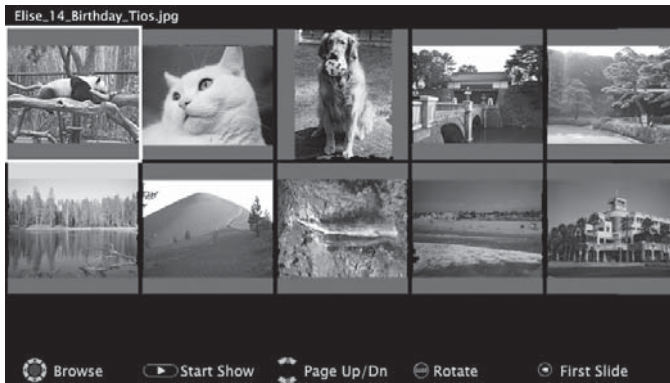 Elise_14_Birthday_Tios.jpg
Browse Start Show Page Up/Dn Rotate First Slide